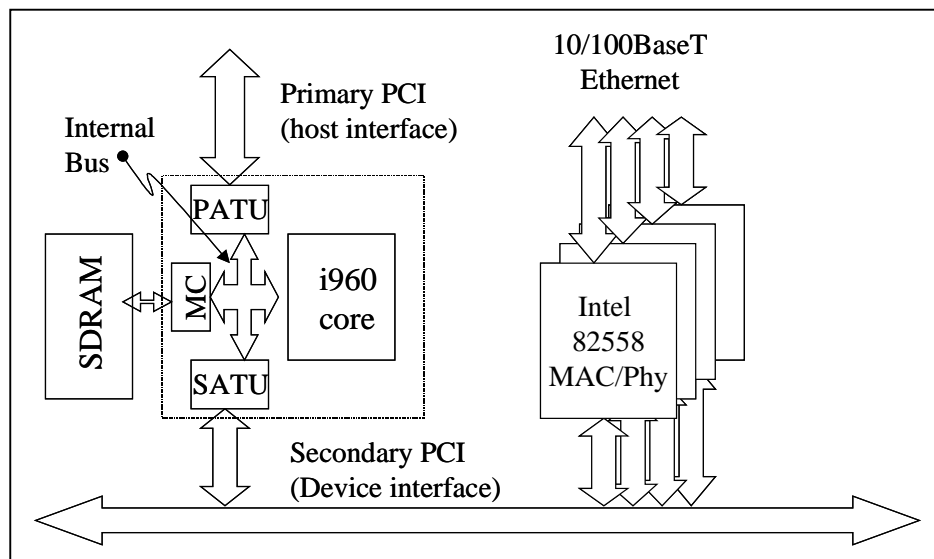 10/100BaseT
Ethernet
Primary PCI
(host interface)
Internal
Bus
PATU
SDRAM
MC
i960
core
SATU
Intel
82558
MAC/Phy
Secondary PCI
(Device interface)